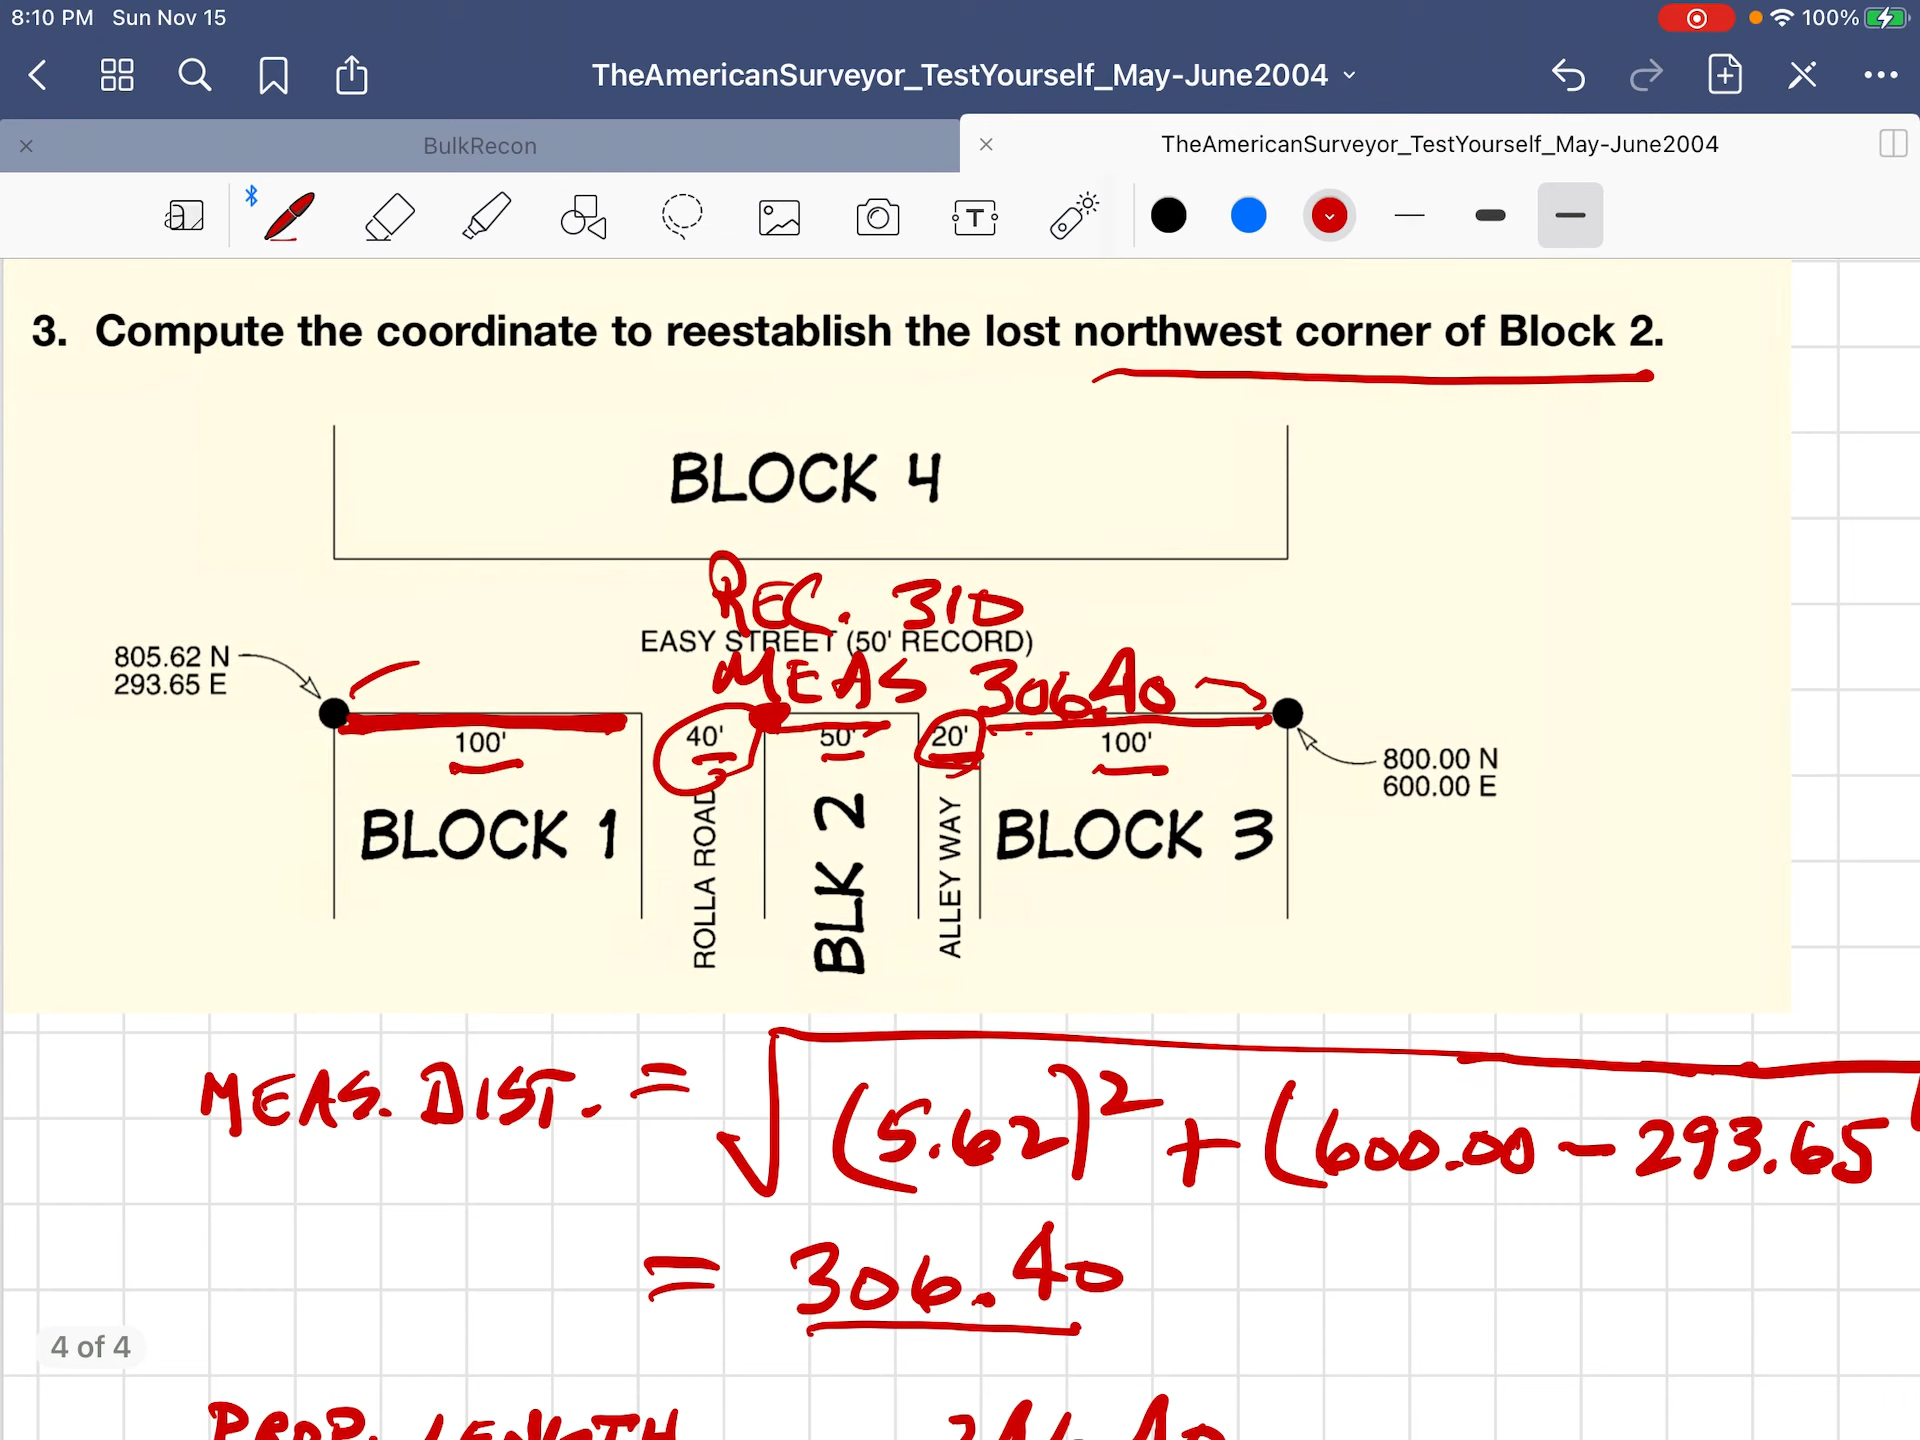 8:10 PM Sun Nov 15
100%
TheAmericanSurveyor_TestYourself_May-June2004
BulkRecon
TheAmericanSurveyor_TestYourself_May-June2004
3. Compute the coordinate to reestablish the lost northwest corner of Block 2.
BLOCK 4
REC. 310
EASY STREET (50' RECORD)
MEAS 306.40
805.62 N
293.65 E
100'
40'
50'
20'
100'
800.00 N
600.00 E
BLOCK 1
ROLLA ROAD
BLK 2
ALLEY WAY
BLOCK 3
MEAS. DIST. = √(5.62)² + (600.00 - 293.65
= 306.40
4 of 4
PROP. LENGTH